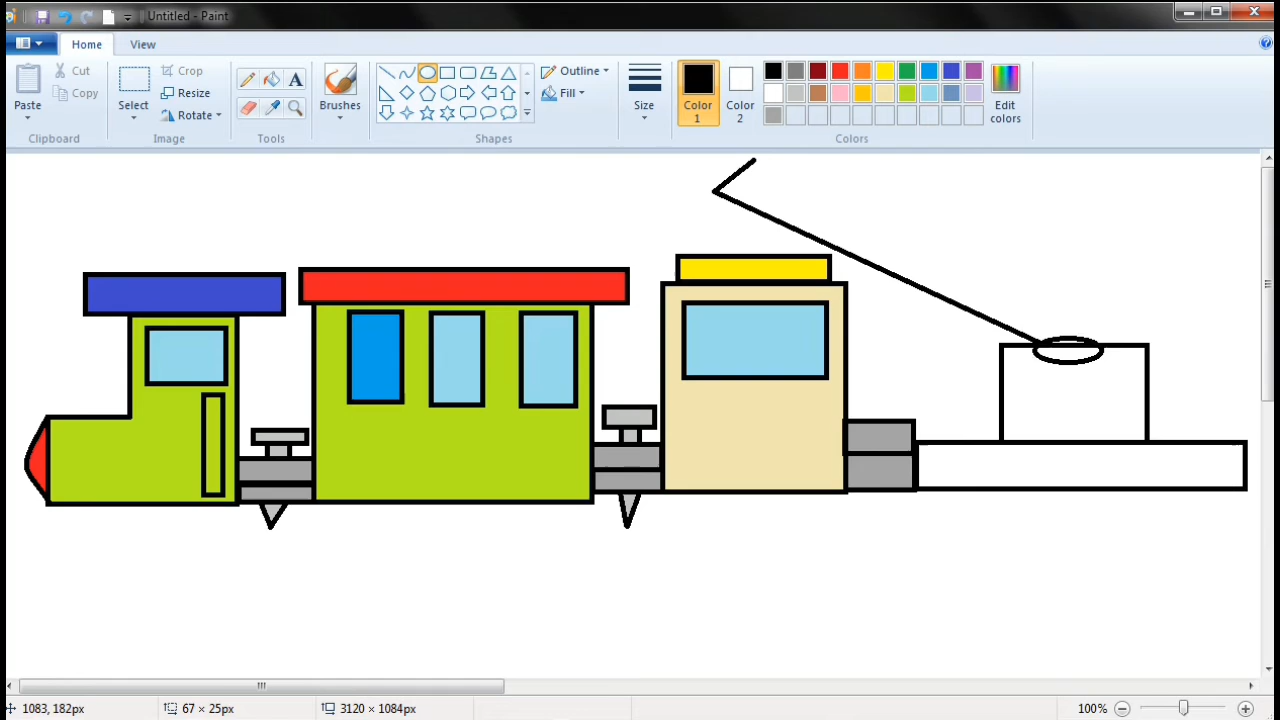 Untitled - Paint
Home View
Paste
Cut
Copy
Clipboard
Select
Crop
Resize
Rotate
Image
A
Tools
Brushes
Outline
Fill
Shapes
Size
Color 1
Color 2
Edit colors
Colors
1083, 182px
67 × 25px
3120 × 1084px
100%